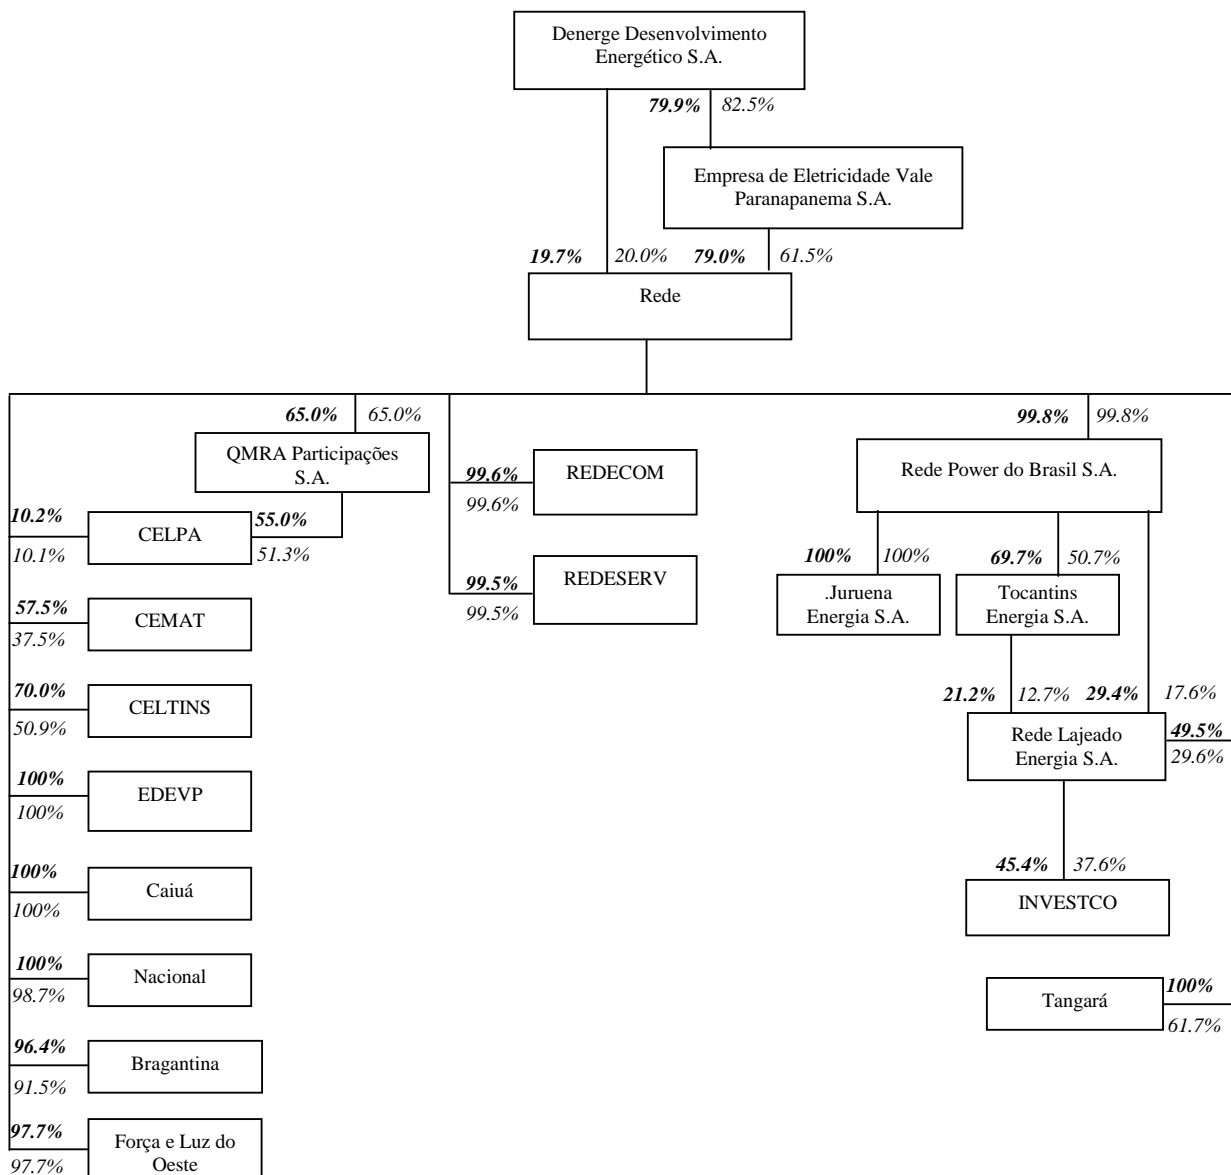 Denerge Desenvolvimento
Energético S.A.
79.9% 82.5%
Empresa de Eletricidade Vale
Paranapanema S.A.
19.7% 20.0% 79.0% 61.5%
Rede
65.0% 65.0%
99.8% 99.8%
QMRA Participações
S.A.
REDECOM
99.6%
99.6%
Rede Power do Brasil S.A.
10.2%
10.1%
CELPA
55.0%
51.3%
REDESERV
99.5%
99.5%
100% 100%
69.7% 50.7%
.Juruena
Energia S.A.
Tocantins
Energia S.A.
57.5%
37.5%
CEMAT
70.0%
50.9%
CELTINS
21.2% 12.7% 29.4% 17.6%
Rede Lajeado
Energia S.A.
49.5%
29.6%
100%
100%
EDEVP
45.4% 37.6%
INVESTCO
100%
100%
Caiuá
100%
98.7%
Nacional
Tangará
100%
61.7%
96.4%
91.5%
Bragantina
97.7%
97.7%
Força e Luz do
Oeste